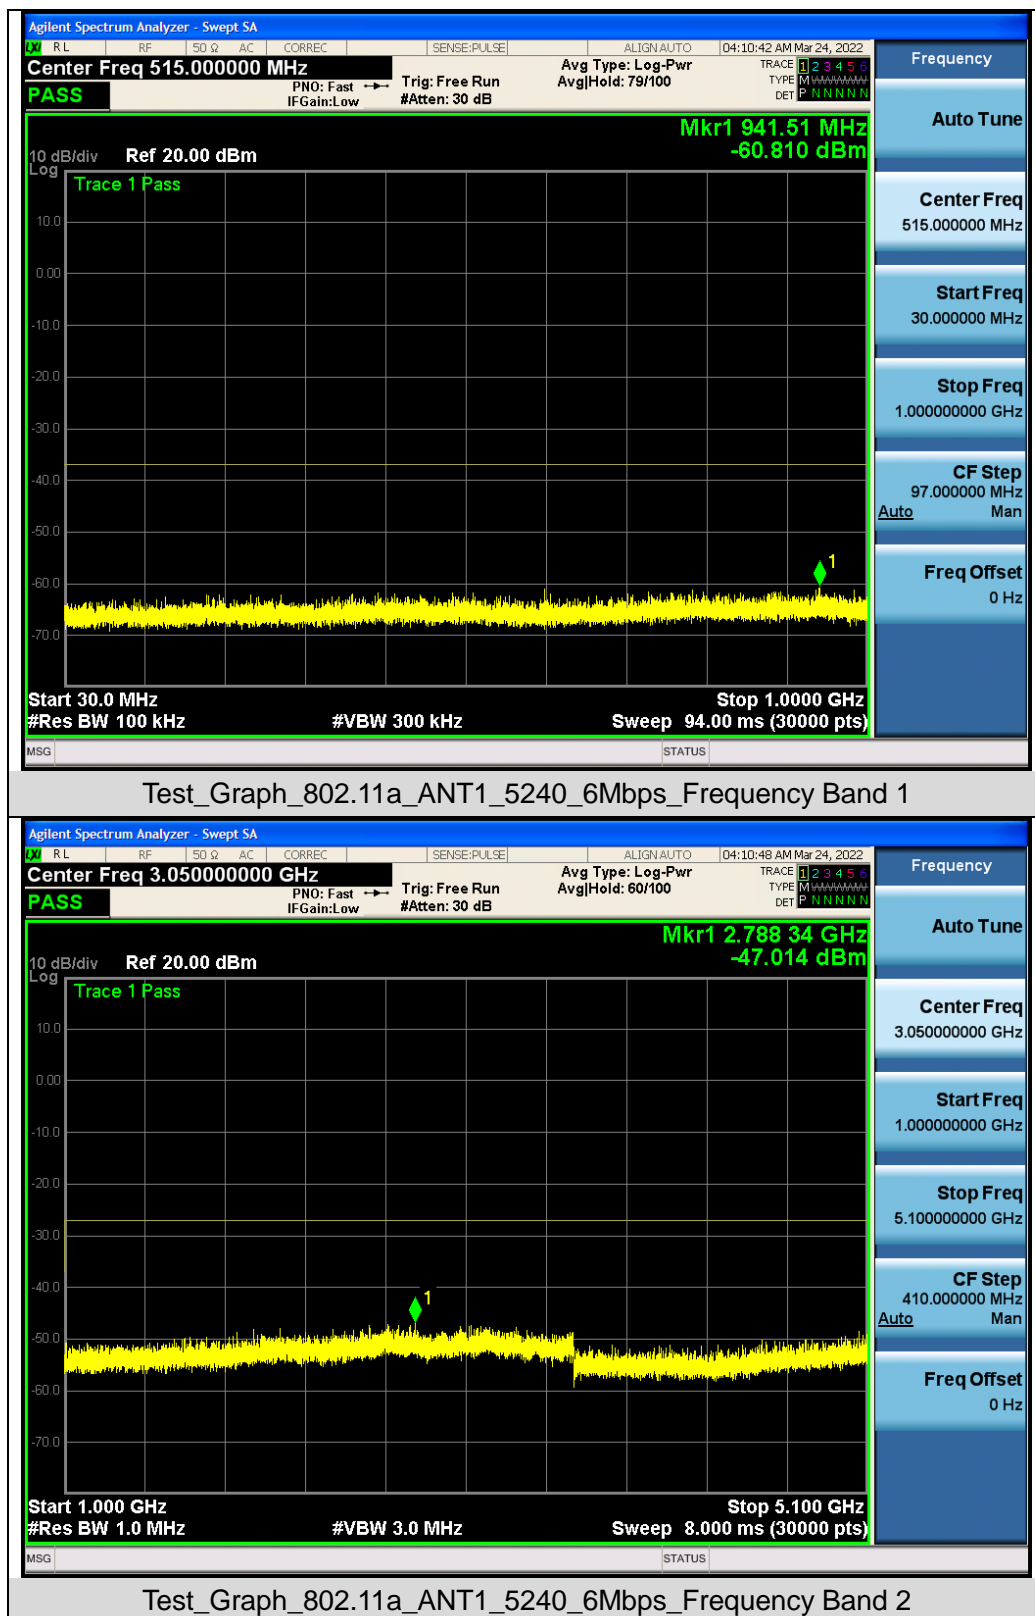 Agilent Spectrum Analyzer - Swept SA
LXI RL RF 50 Ω AC CORREC SENSE:PULSE ALIGN AUTO 04:10:42 AM Mar 24, 2022
Center Freq 515.000000 MHz
PASS
PNO: Fast
IFGain:Low
Trig: Free Run
#Atten: 30 dB
Avg Type: Log-Pwr
Avg|Hold: 79/100
TRACE 1 2 3 4 5 6
TYPE M WWWWW
DET P N N N N N
Mkr1 941.51 MHz
-60.810 dBm
10 dB/div Ref 20.00 dBm
Log
Trace 1 Pass
10.0
0.00
-10.0
-20.0
-30.0
-40.0
-50.0
-60.0
-70.0
1
Start 30.0 MHz Stop 1.0000 GHz
#Res BW 100 kHz #VBW 300 kHz Sweep 94.00 ms (30000 pts)
MSG STATUS
Frequency
Auto Tune
Center Freq
515.000000 MHz
Start Freq
30.000000 MHz
Stop Freq
1.000000000 GHz
CF Step
97.000000 MHz
Auto Man
Freq Offset
0 Hz
Test_Graph_802.11a_ANT1_5240_6Mbps_Frequency Band 1
Agilent Spectrum Analyzer - Swept SA
LXI RL RF 50 Ω AC CORREC SENSE:PULSE ALIGN AUTO 04:10:48 AM Mar 24, 2022
Center Freq 3.050000000 GHz
PASS
PNO: Fast
IFGain:Low
Trig: Free Run
#Atten: 30 dB
Avg Type: Log-Pwr
Avg|Hold: 60/100
TRACE 1 2 3 4 5 6
TYPE M WWWWW
DET P N N N N N
Mkr1 2.788 34 GHz
-47.014 dBm
10 dB/div Ref 20.00 dBm
Log
Trace 1 Pass
10.0
0.00
-10.0
-20.0
-30.0
-40.0
-50.0
-60.0
-70.0
1
Start 1.000 GHz Stop 5.100 GHz
#Res BW 1.0 MHz #VBW 3.0 MHz Sweep 8.000 ms (30000 pts)
MSG STATUS
Frequency
Auto Tune
Center Freq
3.050000000 GHz
Start Freq
1.000000000 GHz
Stop Freq
5.100000000 GHz
CF Step
410.000000 MHz
Auto Man
Freq Offset
0 Hz
Test_Graph_802.11a_ANT1_5240_6Mbps_Frequency Band 2